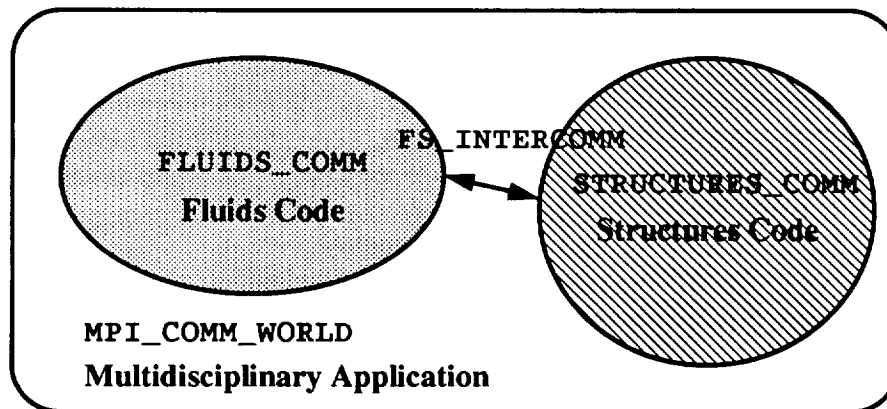 FS_INTERCOMM
FLUIDS_COMM
Fluids Code
STRUCTURES_COMM
Structures Code
MPI_COMM_WORLD
Multidisciplinary Application